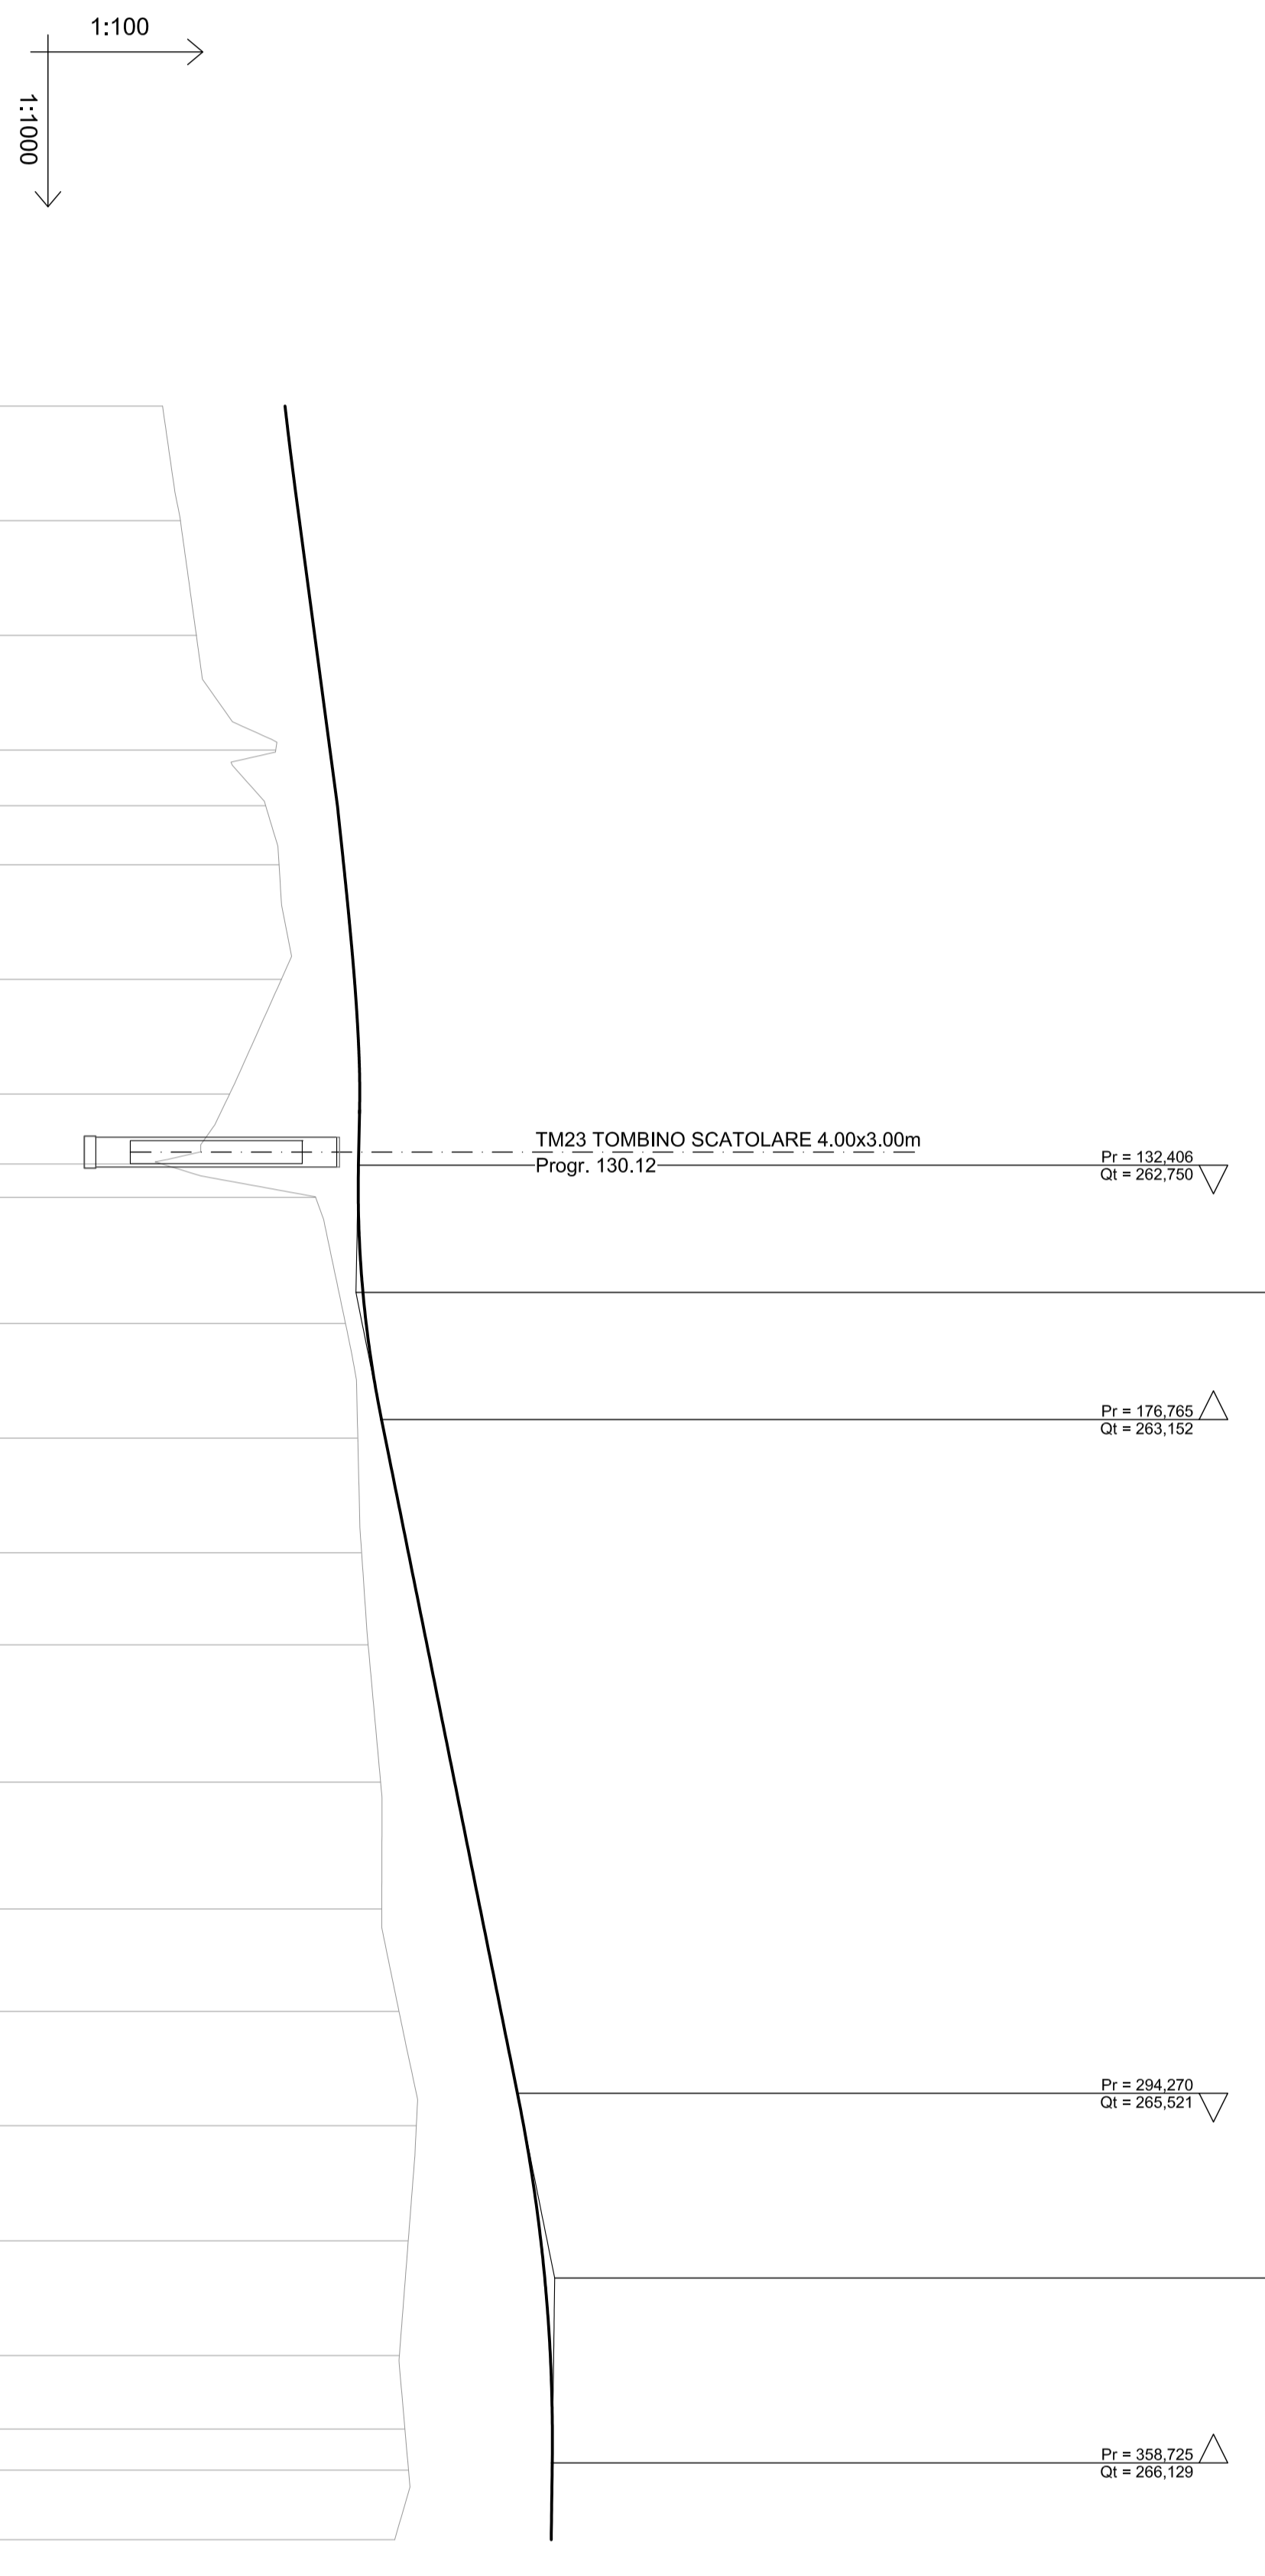 1:100
1:1000
TM23 TOMBINO SCATOLARE 4.00x3.00m
Progr. 130.12
Pr = 132,406
Qt = 262,750
Pr = 176,765
Qt = 263,152
Pr = 294,270
Qt = 265,521
Pr = 358,725
Qt = 266,129